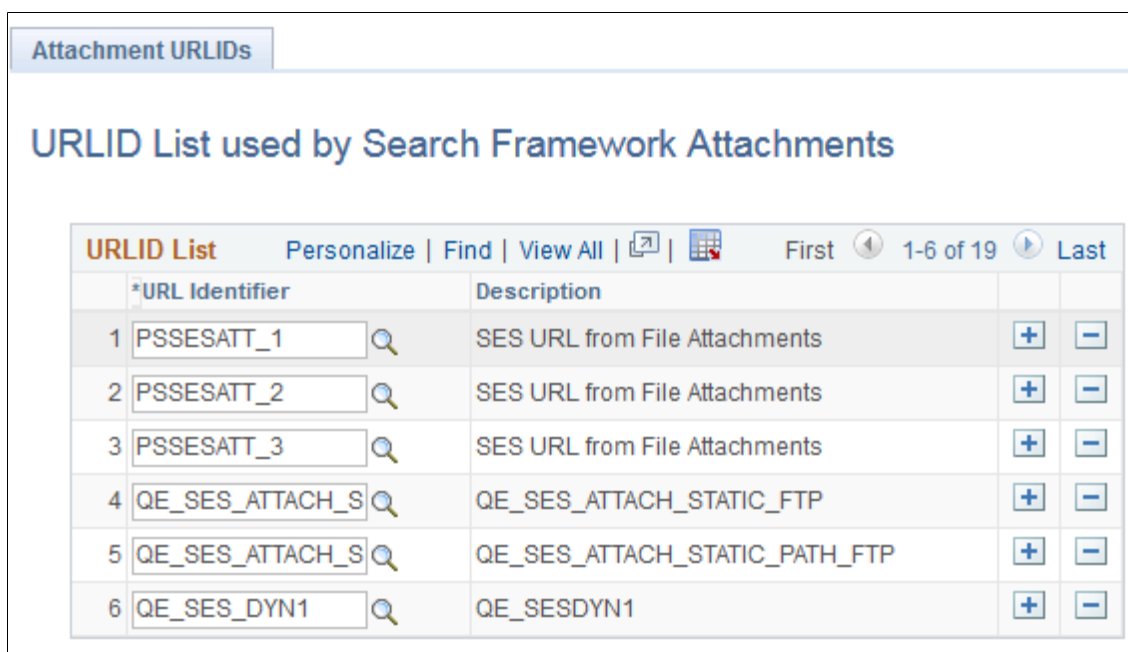 Attachment URLIDs
URLID List used by Search Framework Attachments
URLID List Personalize | Find | View All | | First 1-6 of 19 Last
*URL Identifier Description
1 PSSESATT_1 SES URL from File Attachments
2 PSSESATT_2 SES URL from File Attachments
3 PSSESATT_3 SES URL from File Attachments
4 QE_SES_ATTACH_S QE_SES_ATTACH_STATIC_FTP
5 QE_SES_ATTACH_S QE_SES_ATTACH_STATIC_PATH_FTP
6 QE_SES_DYN1 QE_SESDYN1